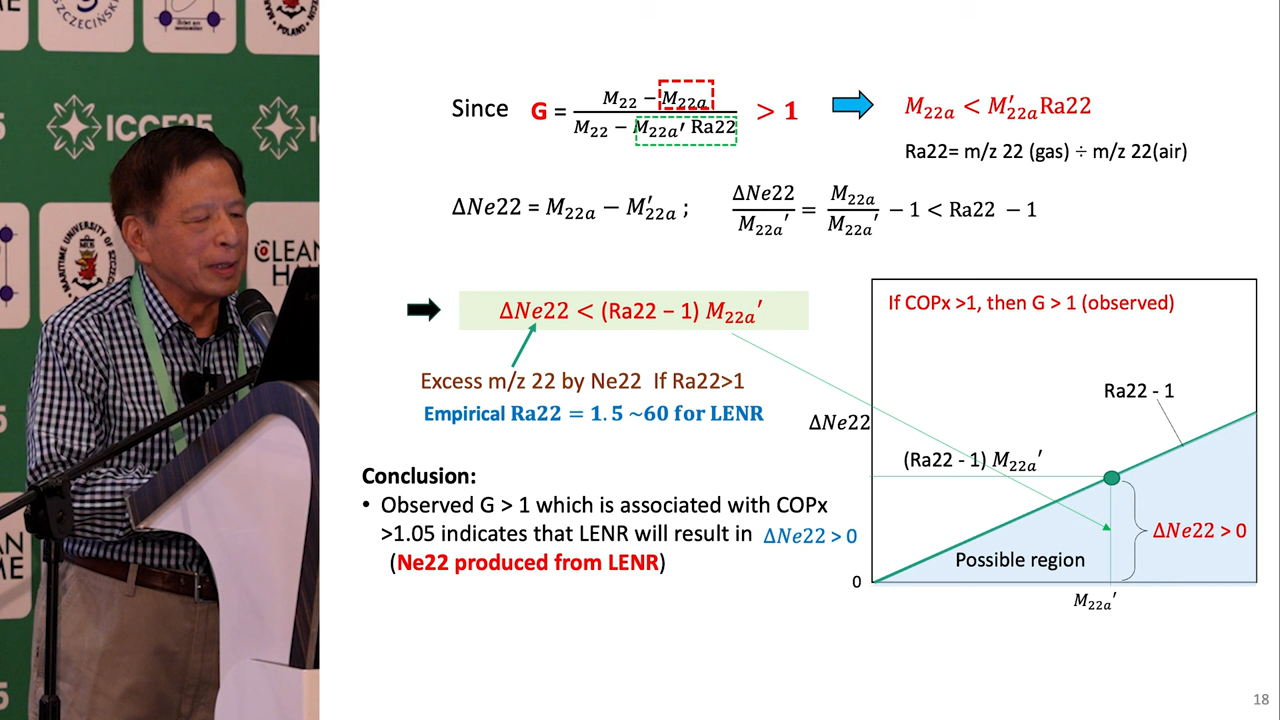 SZCZECIŃSKI
POLAND
ICCF25
MARITIME UNIVERSITY OF SZCZECIN
CLEAN
Since G = (M₂₂ − M₂₂ₐ) / (M₂₂ − M₂₂ₐ′ Ra22) > 1
M₂₂ₐ < M′₂₂ₐRa22
Ra22= m/z 22 (gas) ÷ m/z 22(air)
ΔNe22 = M₂₂ₐ − M′₂₂ₐ ; ΔNe22 / M₂₂ₐ′ = M₂₂ₐ / M₂₂ₐ′ − 1 < Ra22 − 1
ΔNe22 < (Ra22 − 1) M₂₂ₐ′
Excess m/z 22 by Ne22 If Ra22>1
Empirical Ra22 = 1.5 ~60 for LENR
Conclusion:
• Observed G > 1 which is associated with COPx
>1.05 indicates that LENR will result in ΔNe22 > 0
(Ne22 produced from LENR)
If COPx >1, then G > 1 (observed)
Ra22 - 1
ΔNe22
(Ra22 - 1) M₂₂ₐ′
ΔNe22 > 0
Possible region
0
M₂₂ₐ′
18